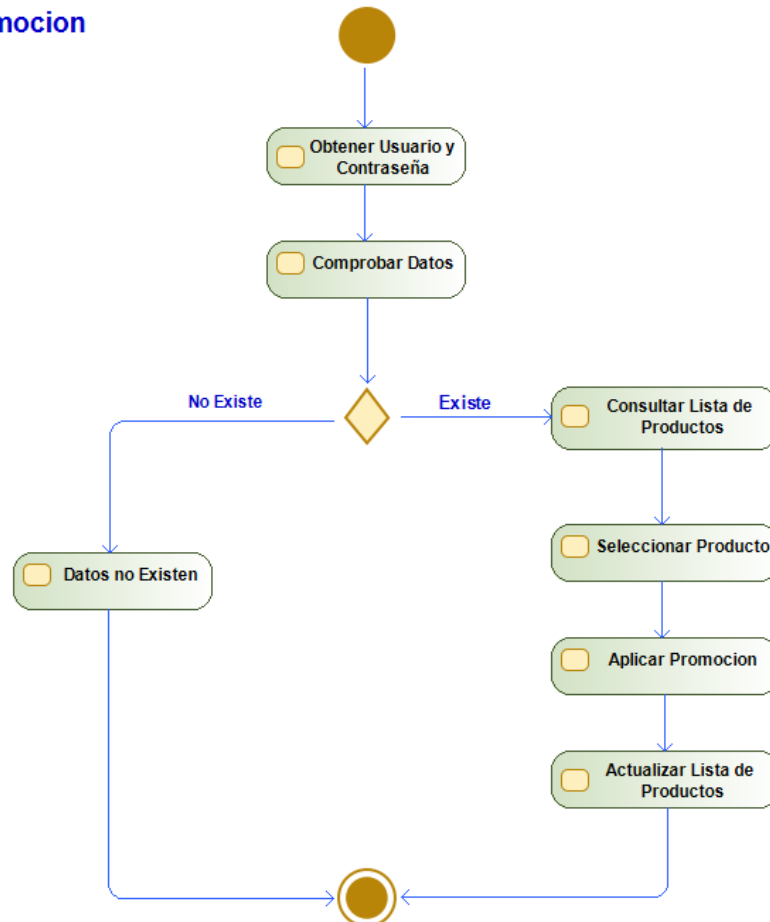 mocion
Obtener Usuario y
Contraseña
Comprobar Datos
No Existe
Existe
Consultar Lista de
Productos
Datos no Existen
Seleccionar Producto
Aplicar Promocion
Actualizar Lista de
Productos